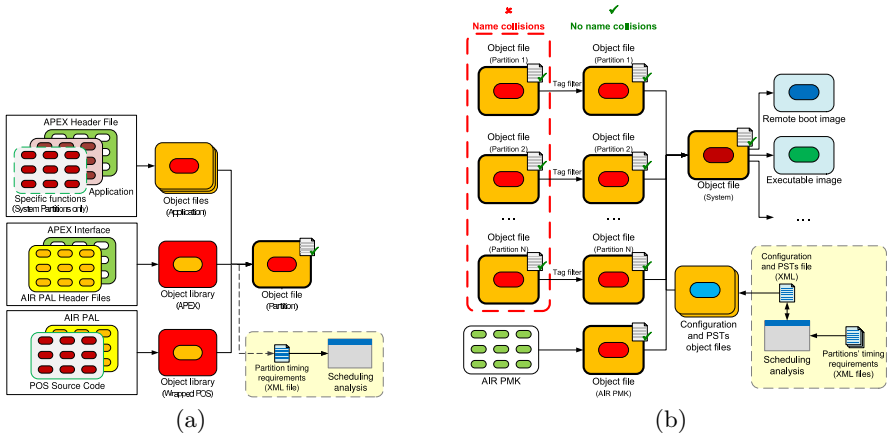 APEX Header File
Application
Specific functions
(System Partitions only)
Object files
(Application)
APEX Interface
AIR PAL Header Files
Object library
(APEX)
Object file
(Partition)
AIR PAL
POS Source Code
Object library
(Wrapped POS)
Partition timing
requirements
(XML file)
Scheduling
analysis
(a)
Name collisions
No name collisions
Object file
(Partition 1)
Tag filter
Object file
(Partition 1)
Object file
(Partition 2)
Tag filter
Object file
(Partition 2)
...
...
Object file
(Partition N)
Tag filter
Object file
(Partition N)
AIR PMK
Object file
(AIR PMK)
Object file
(System)
Remote boot image
Executable image
...
Configuration
and PSTs
object files
Configuration
and PSTs file
(XML)
Scheduling
analysis
Partitions' timing
requirements
(XML files)
(b)